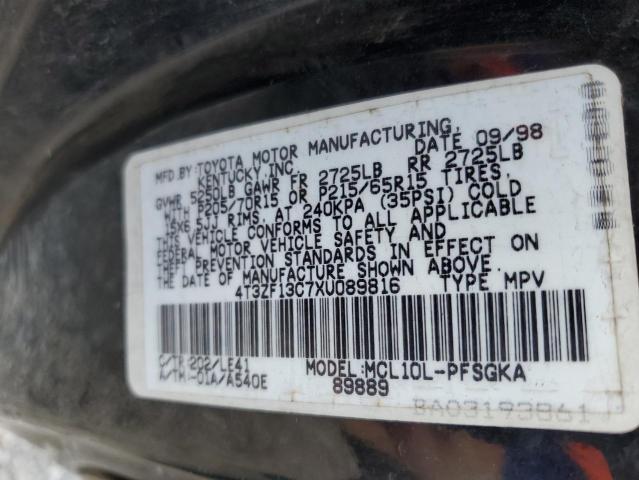 MFD. BY: TOYOTA MOTOR MANUFACTURING,
KENTUCKY, INC. DATE 09/98
GVWR 5250LB GAWR FR 2725LB RR 2725LB
WITH P205/70R15 OR P215/65R15 TIRES,
15X6.5JJ RIMS, AT 240KPA (35PSI) COLD
THIS VEHICLE CONFORMS TO ALL APPLICABLE
FEDERAL MOTOR VEHICLE SAFETY AND
THEFT PREVENTION STANDARDS IN EFFECT ON
THE DATE OF MANUFACTURE SHOWN ABOVE.
4T3ZF13C7XU089816 TYPE MPV
C/TR:202/LE41 MODEL:MCL10L-PFSGKA
A/TM:-01A/A540E 89889
BA03193861